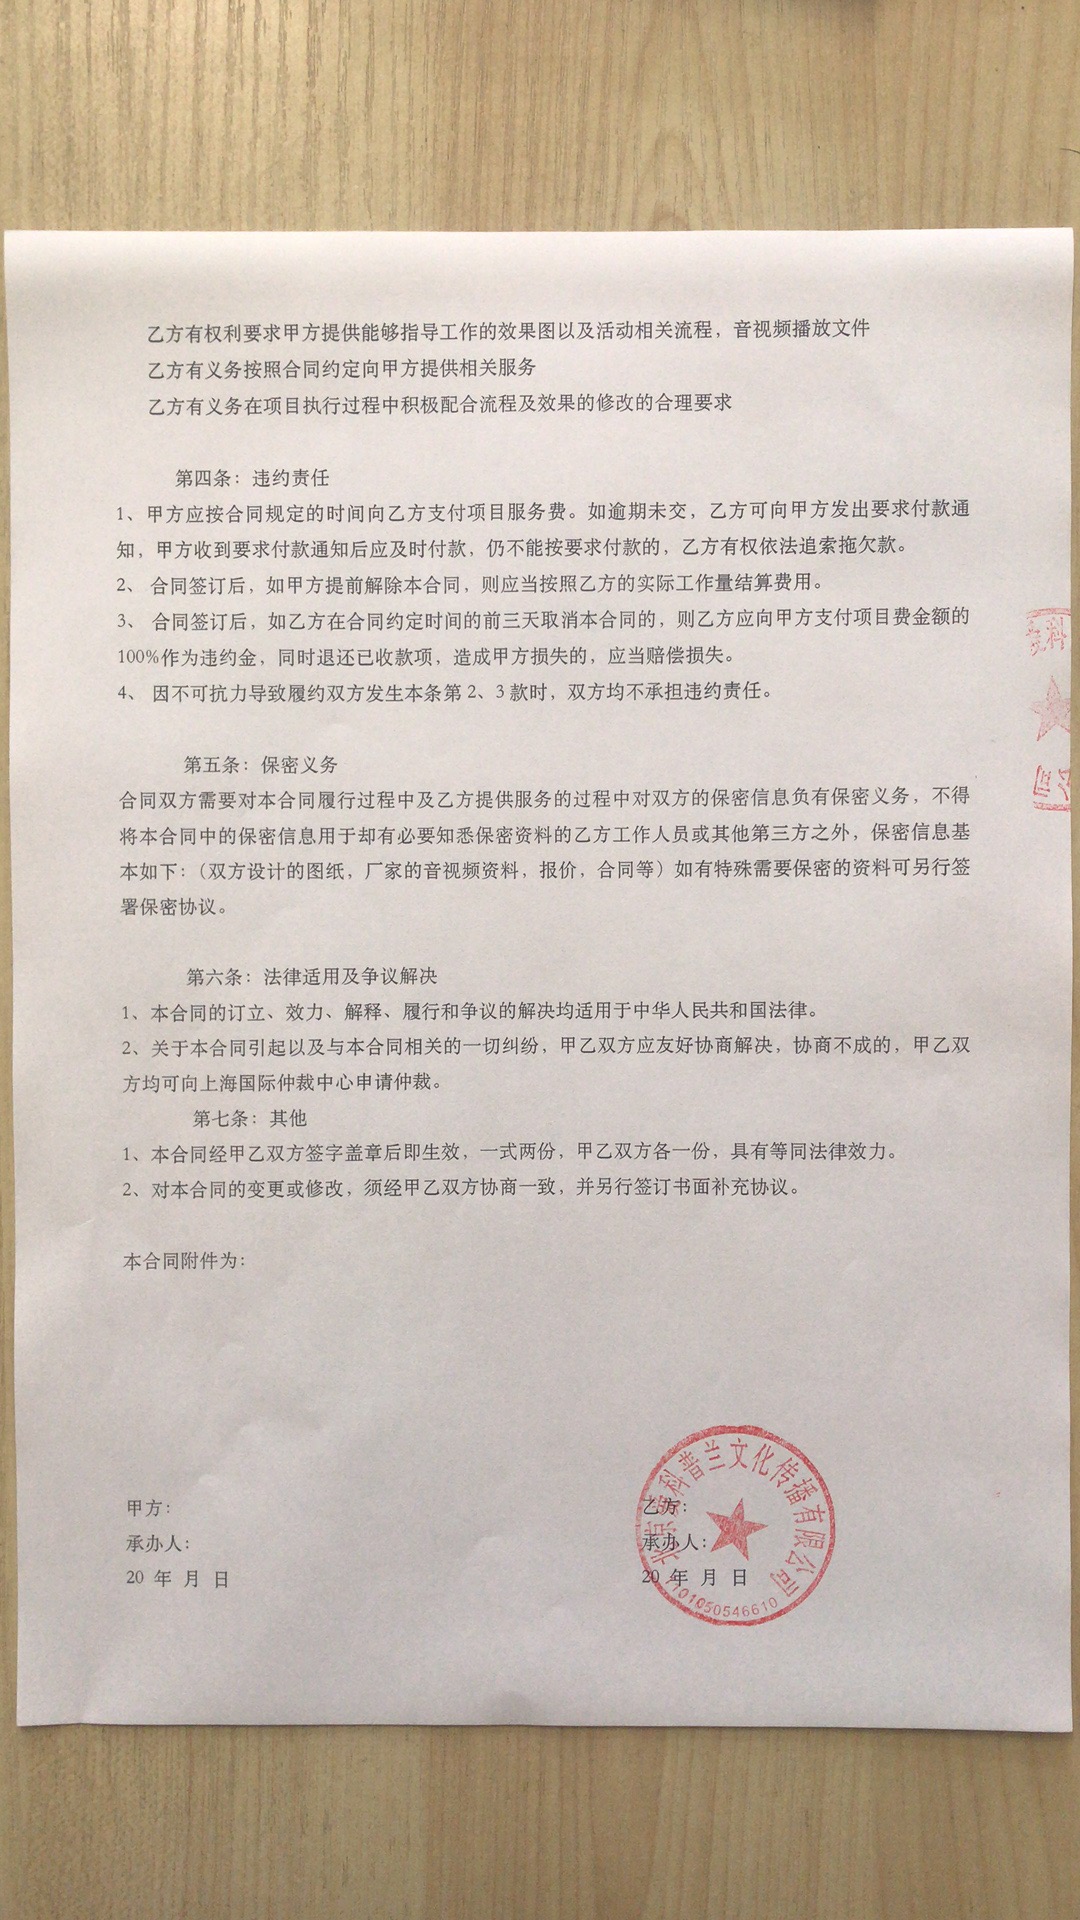 乙方有权利要求甲方提供能够指导工作的效果图以及活动相关流程，音视频播放文件
乙方有义务按照合同约定向甲方提供相关服务
乙方有义务在项目执行过程中积极配合流程及效果的修改的合理要求
第四条：违约责任
1、甲方应按合同规定的时间向乙方支付项目服务费。如逾期未交，乙方可向甲方发出要求付款通
知，甲方收到要求付款通知后应及时付款，仍不能按要求付款的，乙方有权依法追索拖欠款。
2、 合同签订后，如甲方提前解除本合同，则应当按照乙方的实际工作量结算费用。
3、 合同签订后，如乙方在合同约定时间的前三天取消本合同的，则乙方应向甲方支付项目费金额的
100%作为违约金，同时退还已收款项，造成甲方损失的，应当赔偿损失。
4、 因不可抗力导致履约双方发生本条第 2、3 款时，双方均不承担违约责任。
第五条：保密义务
合同双方需要对本合同履行过程中及乙方提供服务的过程中对双方的保密信息负有保密义务，不得
将本合同中的保密信息用于却有必要知悉保密资料的乙方工作人员或其他第三方之外，保密信息基
本如下：（双方设计的图纸，厂家的音视频资料，报价，合同等）如有特殊需要保密的资料可另行签
署保密协议。
第六条：法律适用及争议解决
1、本合同的订立、效力、解释、履行和争议的解决均适用于中华人民共和国法律。
2、关于本合同引起以及与本合同相关的一切纠纷，甲乙双方应友好协商解决，协商不成的，甲乙双
方均可向上海国际仲裁中心申请仲裁。
第七条：其他
1、本合同经甲乙双方签字盖章后即生效，一式两份，甲乙双方各一份，具有等同法律效力。
2、对本合同的变更或修改，须经甲乙双方协商一致，并另行签订书面补充协议。
本合同附件为：
甲方：
承办人：
20 年 月 日
乙方：
承办人：
20 年 月 日
北京 科普兰文化传播有限公司
1101050546610
科
公司